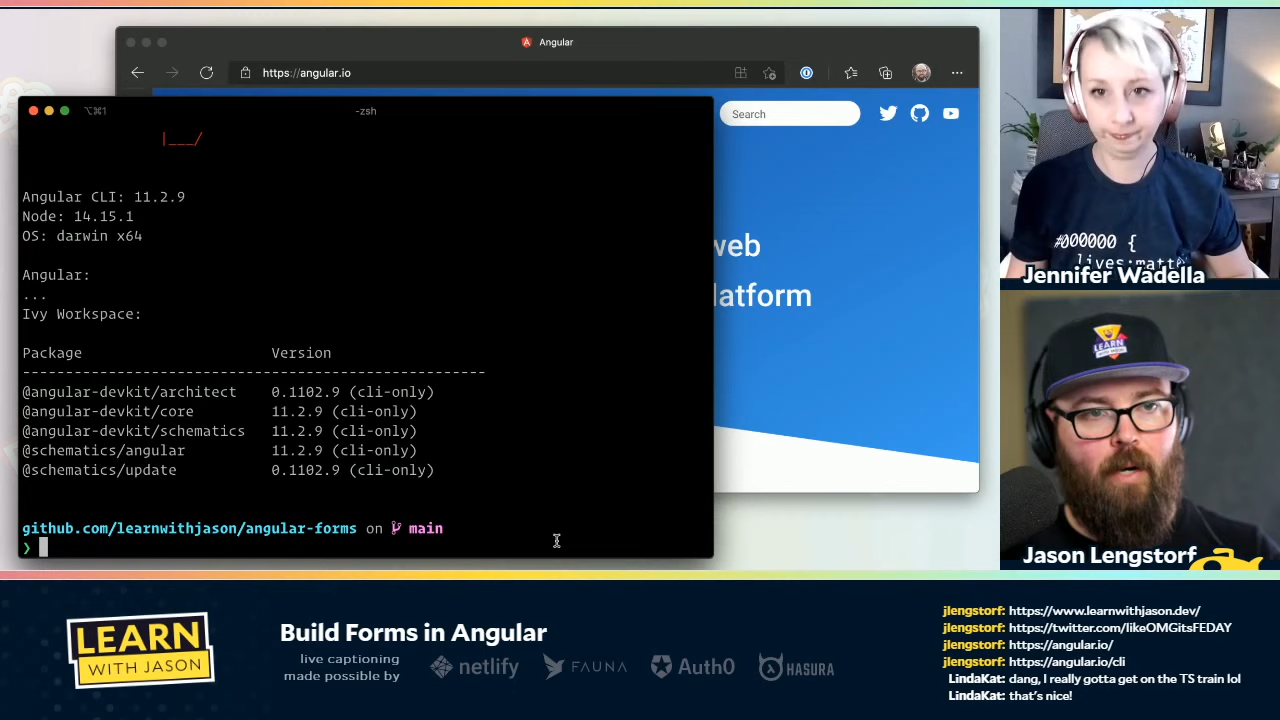 Angular
https://angular.io
⌥⌘1
-zsh
Search
|___/
Angular CLI: 11.2.9
Node: 14.15.1
OS: darwin x64
Angular:
...
Ivy Workspace:
Package Version
------------------------------------------------------
@angular-devkit/architect 0.1102.9 (cli-only)
@angular-devkit/core 11.2.9 (cli-only)
@angular-devkit/schematics 11.2.9 (cli-only)
@schematics/angular 11.2.9 (cli-only)
@schematics/update 0.1102.9 (cli-only)
github.com/learnwithjason/angular-forms on main
❯
web
latform
#000000 {
lives:matt
Jennifer Wadella
LEARN
Jason Lengstorf
LEARN
WITH JASON
Build Forms in Angular
live captioning
made possible by
netlify
FAUNA
Auth0
HASURA
jlengstorf: https://www.learnwithjason.dev/
jlengstorf: https://twitter.com/likeOMGitsFEDAY
jlengstorf: https://angular.io/
jlengstorf: https://angular.io/cli
LindaKat: dang, I really gotta get on the TS train lol
LindaKat: that's nice!